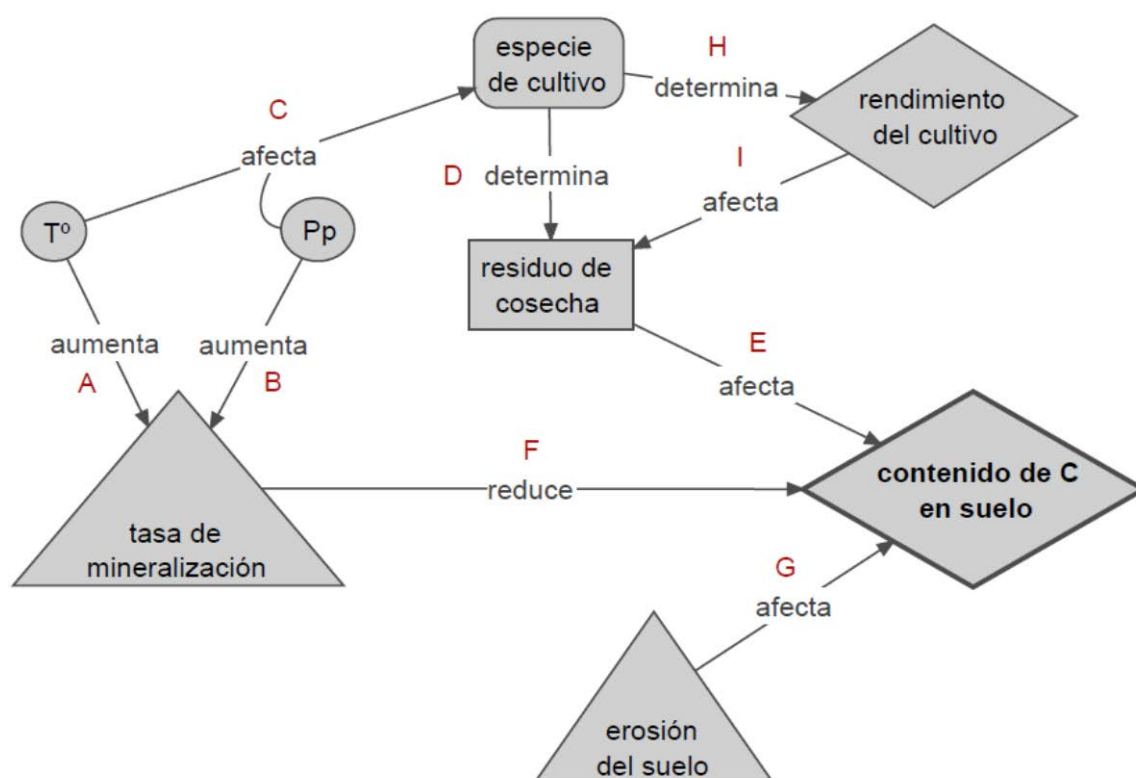 especie
de cultivo
H
determina
rendimiento
del cultivo
C
afecta
D
determina
I
afecta
Tº
Pp
residuo de
cosecha
aumenta
A
aumenta
B
E
afecta
F
reduce
contenido de C
en suelo
tasa de
mineralización
G
afecta
erosión
del suelo